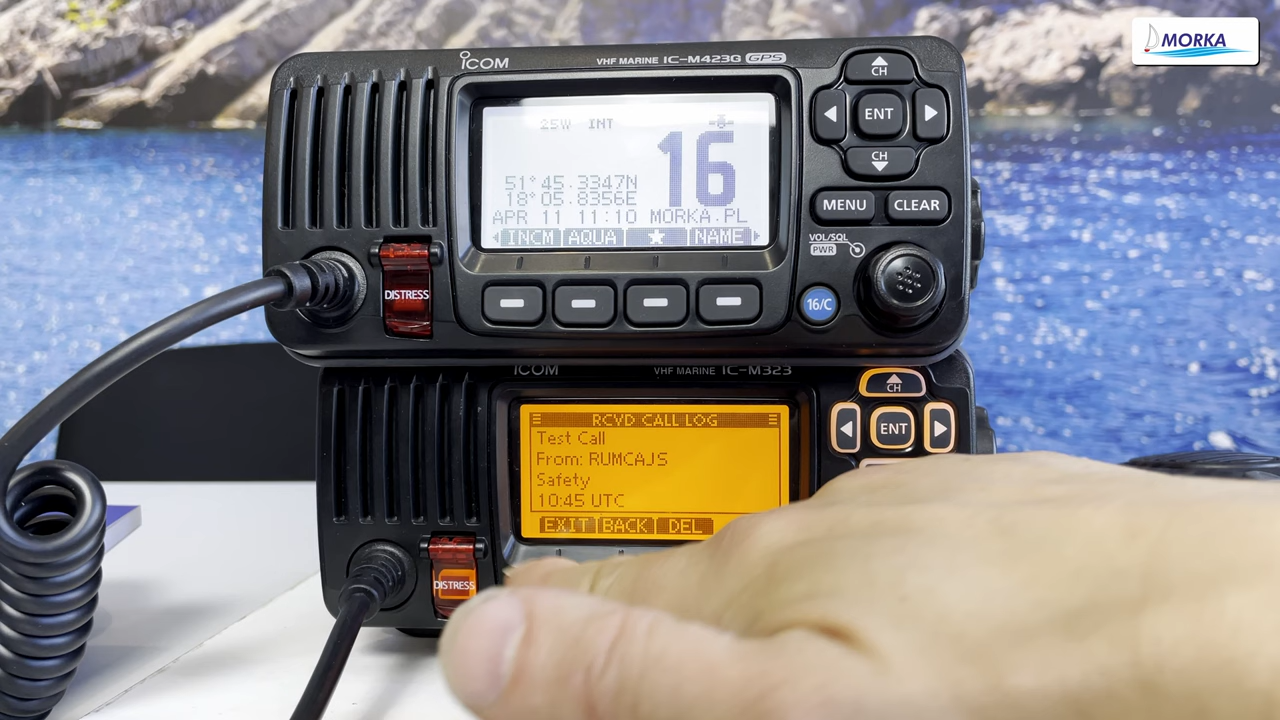 MORKA
ICOM
VHF MARINE IC-M423G GPS
CH
ENT
CH
MENU CLEAR
VOL/SQL
PWR
16/C
DISTRESS
25W INT
16
51°45.3347N
18°05.8356E
APR 11 11:10 MORKA.PL
INCM AQUA ★ NAME
ICOM
VHF MARINE IC-M323
CH
ENT
RCVD CALL LOG
Test Call
From: RUMCAJS
Safety
10:45 UTC
EXIT BACK DEL
DISTRESS